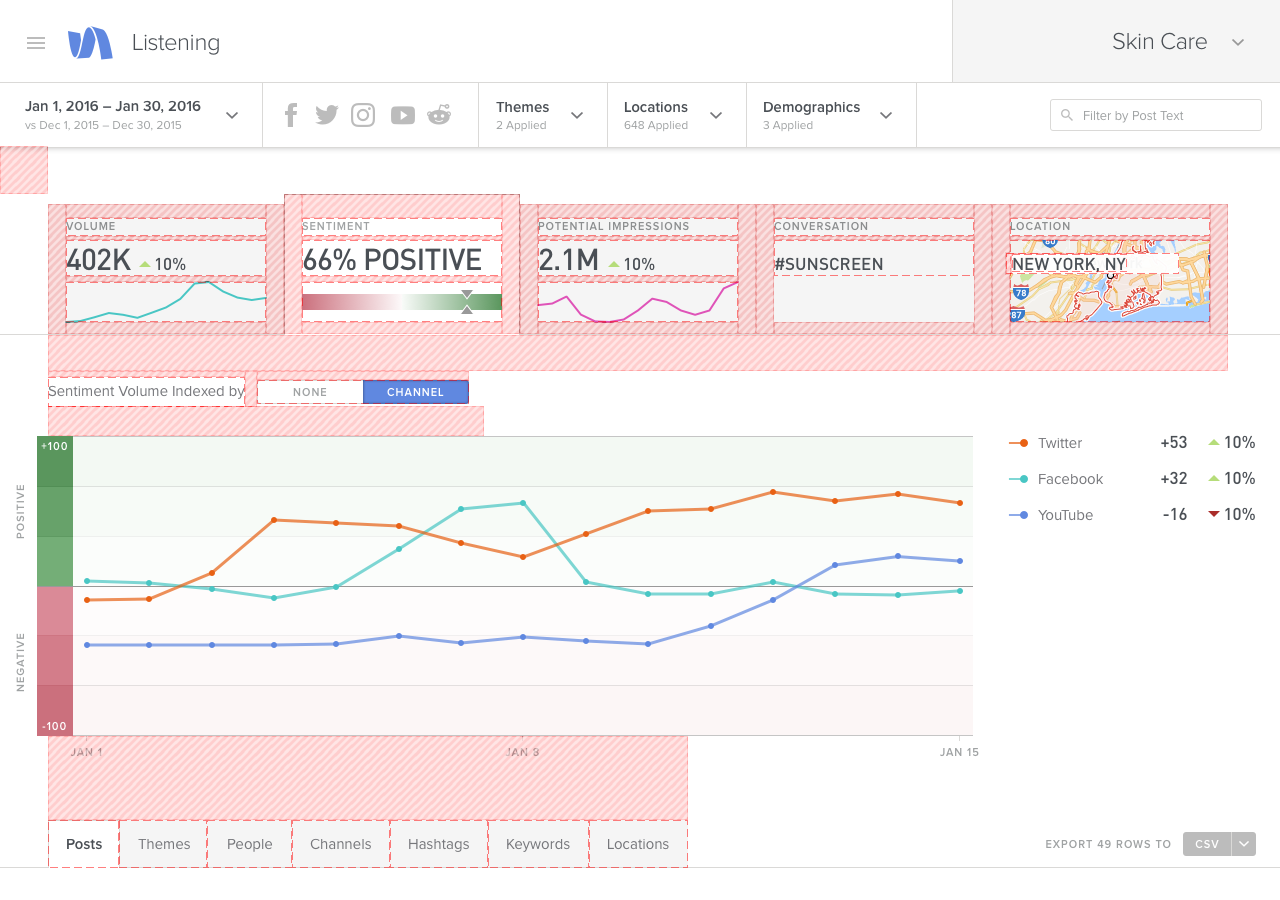 Listening
Skin Care
Jan 1, 2016 – Jan 30, 2016
vs Dec 1, 2015 – Dec 30, 2015
Themes
2 Applied
Locations
648 Applied
Demographics
3 Applied
Filter by Post Text
VOLUME
402K 10%
SENTIMENT
66% POSITIVE
POTENTIAL IMPRESSIONS
2.1M 10%
CONVERSATION
#SUNSCREEN
LOCATION
80
NEW YORK, NY
78
87
Sentiment Volume Indexed by
NONE
CHANNEL
+100
POSITIVE
NEGATIVE
-100
Twitter +53 10%
Facebook +32 10%
YouTube -16 10%
JAN 1
JAN 8
JAN 15
Posts
Themes
People
Channels
Hashtags
Keywords
Locations
EXPORT 49 ROWS TO
CSV